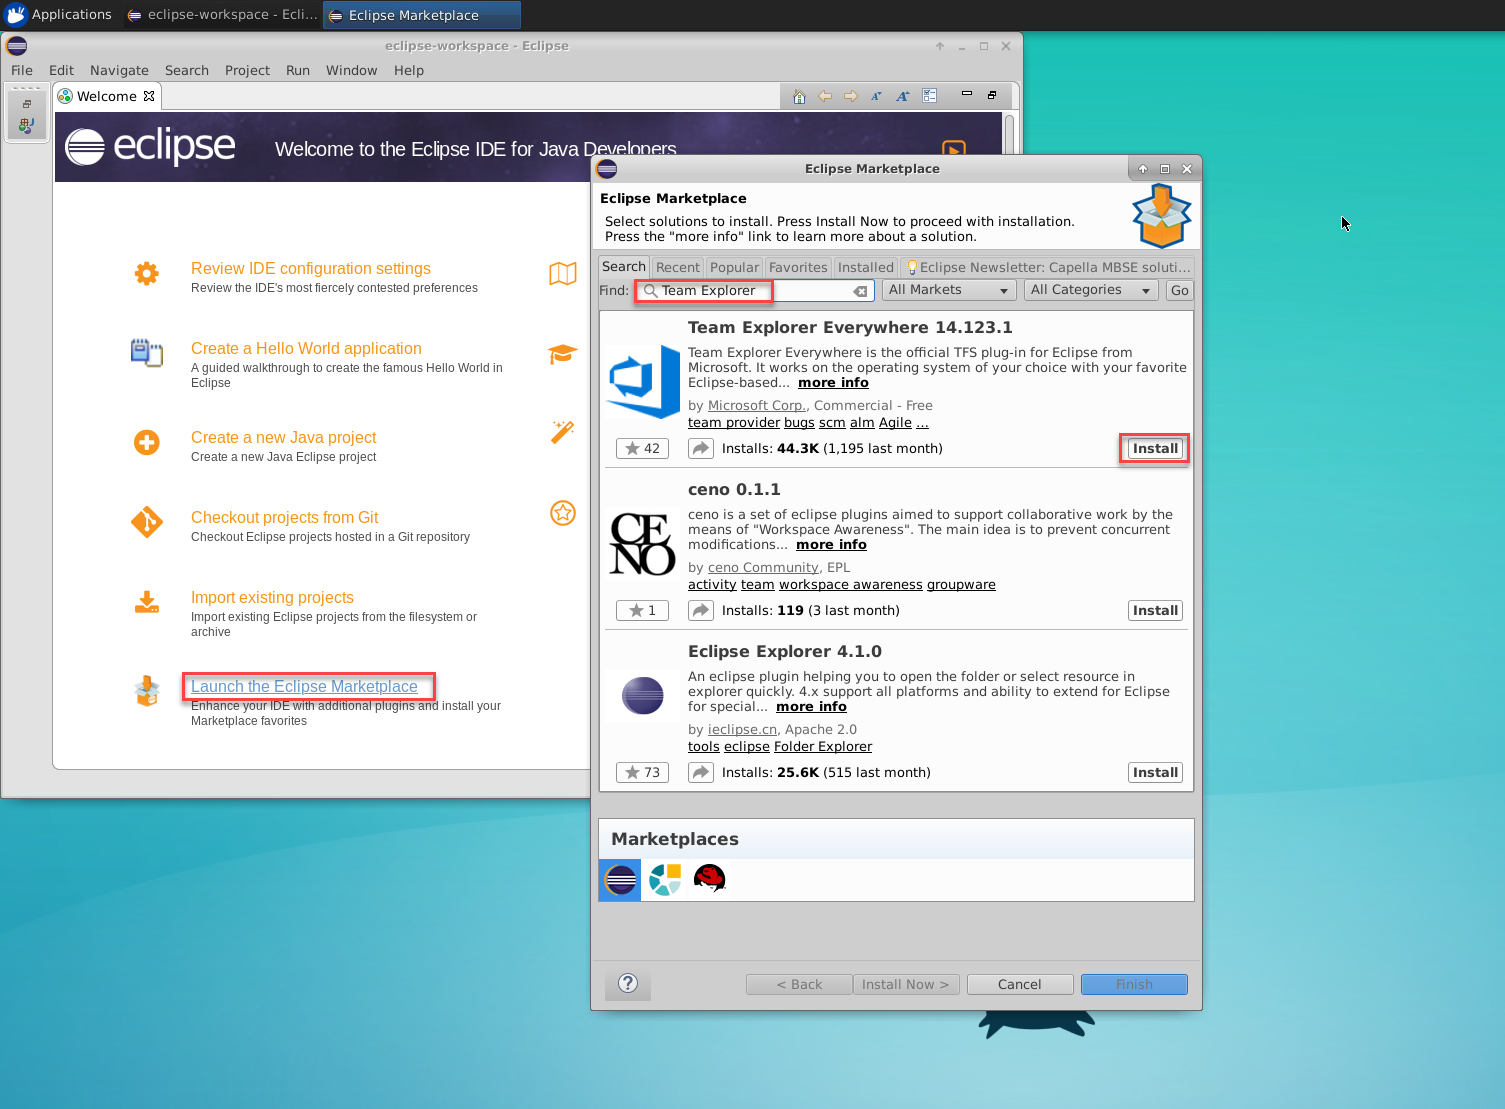 Applications
eclipse-workspace - Ecli...
Eclipse Marketplace
eclipse-workspace - Eclipse
File Edit Navigate Search Project Run Window Help
Welcome
eclipse
Welcome to the Eclipse IDE for Java Developers
Review IDE configuration settings
Review the IDE's most fiercely contested preferences
Create a Hello World application
A guided walkthrough to create the famous Hello World in
Eclipse
Create a new Java project
Create a new Java Eclipse project
Checkout projects from Git
Checkout Eclipse projects hosted in a Git repository
Import existing projects
Import existing Eclipse projects from the filesystem or
archive
Launch the Eclipse Marketplace
Enhance your IDE with additional plugins and install your
Marketplace favorites
Eclipse Marketplace
Eclipse Marketplace
Select solutions to install. Press Install Now to proceed with installation.
Press the "more info" link to learn more about a solution.
Search Recent Popular Favorites Installed Eclipse Newsletter: Capella MBSE soluti...
Find: Team Explorer All Markets All Categories Go
Team Explorer Everywhere 14.123.1
Team Explorer Everywhere is the official TFS plug-in for Eclipse from
Microsoft. It works on the operating system of your choice with your favorite
Eclipse-based... more info
by Microsoft Corp., Commercial - Free
team provider bugs scm alm Agile ...
42 Installs: 44.3K (1,195 last month) Install
ceno 0.1.1
CENO
ceno is a set of eclipse plugins aimed to support collaborative work by the
means of "Workspace Awareness". The main idea is to prevent concurrent
modifications... more info
by ceno Community, EPL
activity team workspace awareness groupware
1 Installs: 119 (3 last month) Install
Eclipse Explorer 4.1.0
An eclipse plugin helping you to open the folder or select resource in
explorer quickly. 4.x support all platforms and ability to extend for Eclipse
for special... more info
by ieclipse.cn, Apache 2.0
tools eclipse Folder Explorer
73 Installs: 25.6K (515 last month) Install
Marketplaces
? < Back Install Now > Cancel Finish